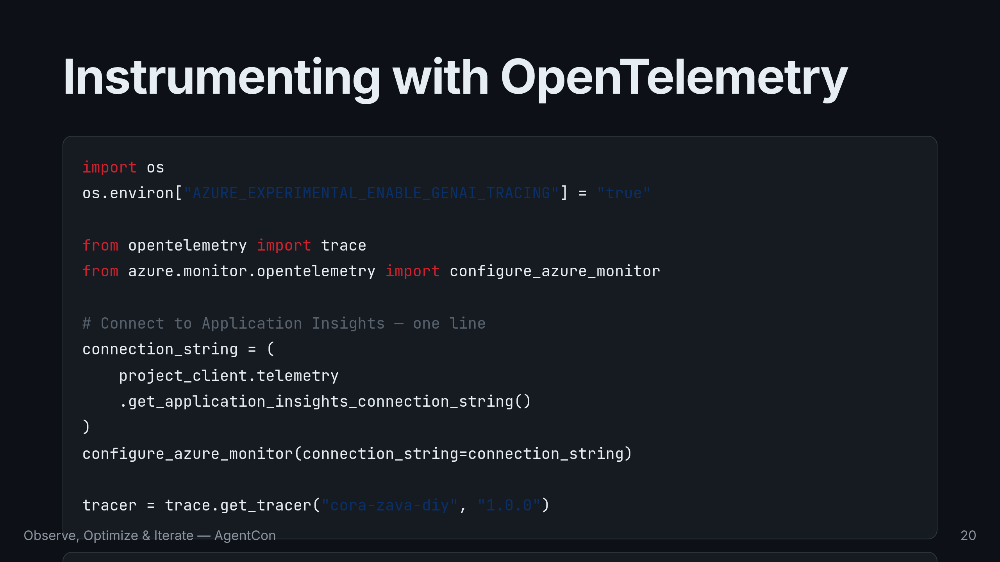 Instrumenting with OpenTelemetry
import os
os.environ["AZURE_EXPERIMENTAL_ENABLE_GENAI_TRACING"] = "true"
from opentelemetry import trace
from azure.monitor.opentelemetry import configure_azure_monitor
# Connect to Application Insights — one line
connection_string = (
    project_client.telemetry
    .get_application_insights_connection_string()
)
configure_azure_monitor(connection_string=connection_string)
tracer = trace.get_tracer("cora-zava-diy", "1.0.0")
Observe, Optimize & Iterate — AgentCon
20